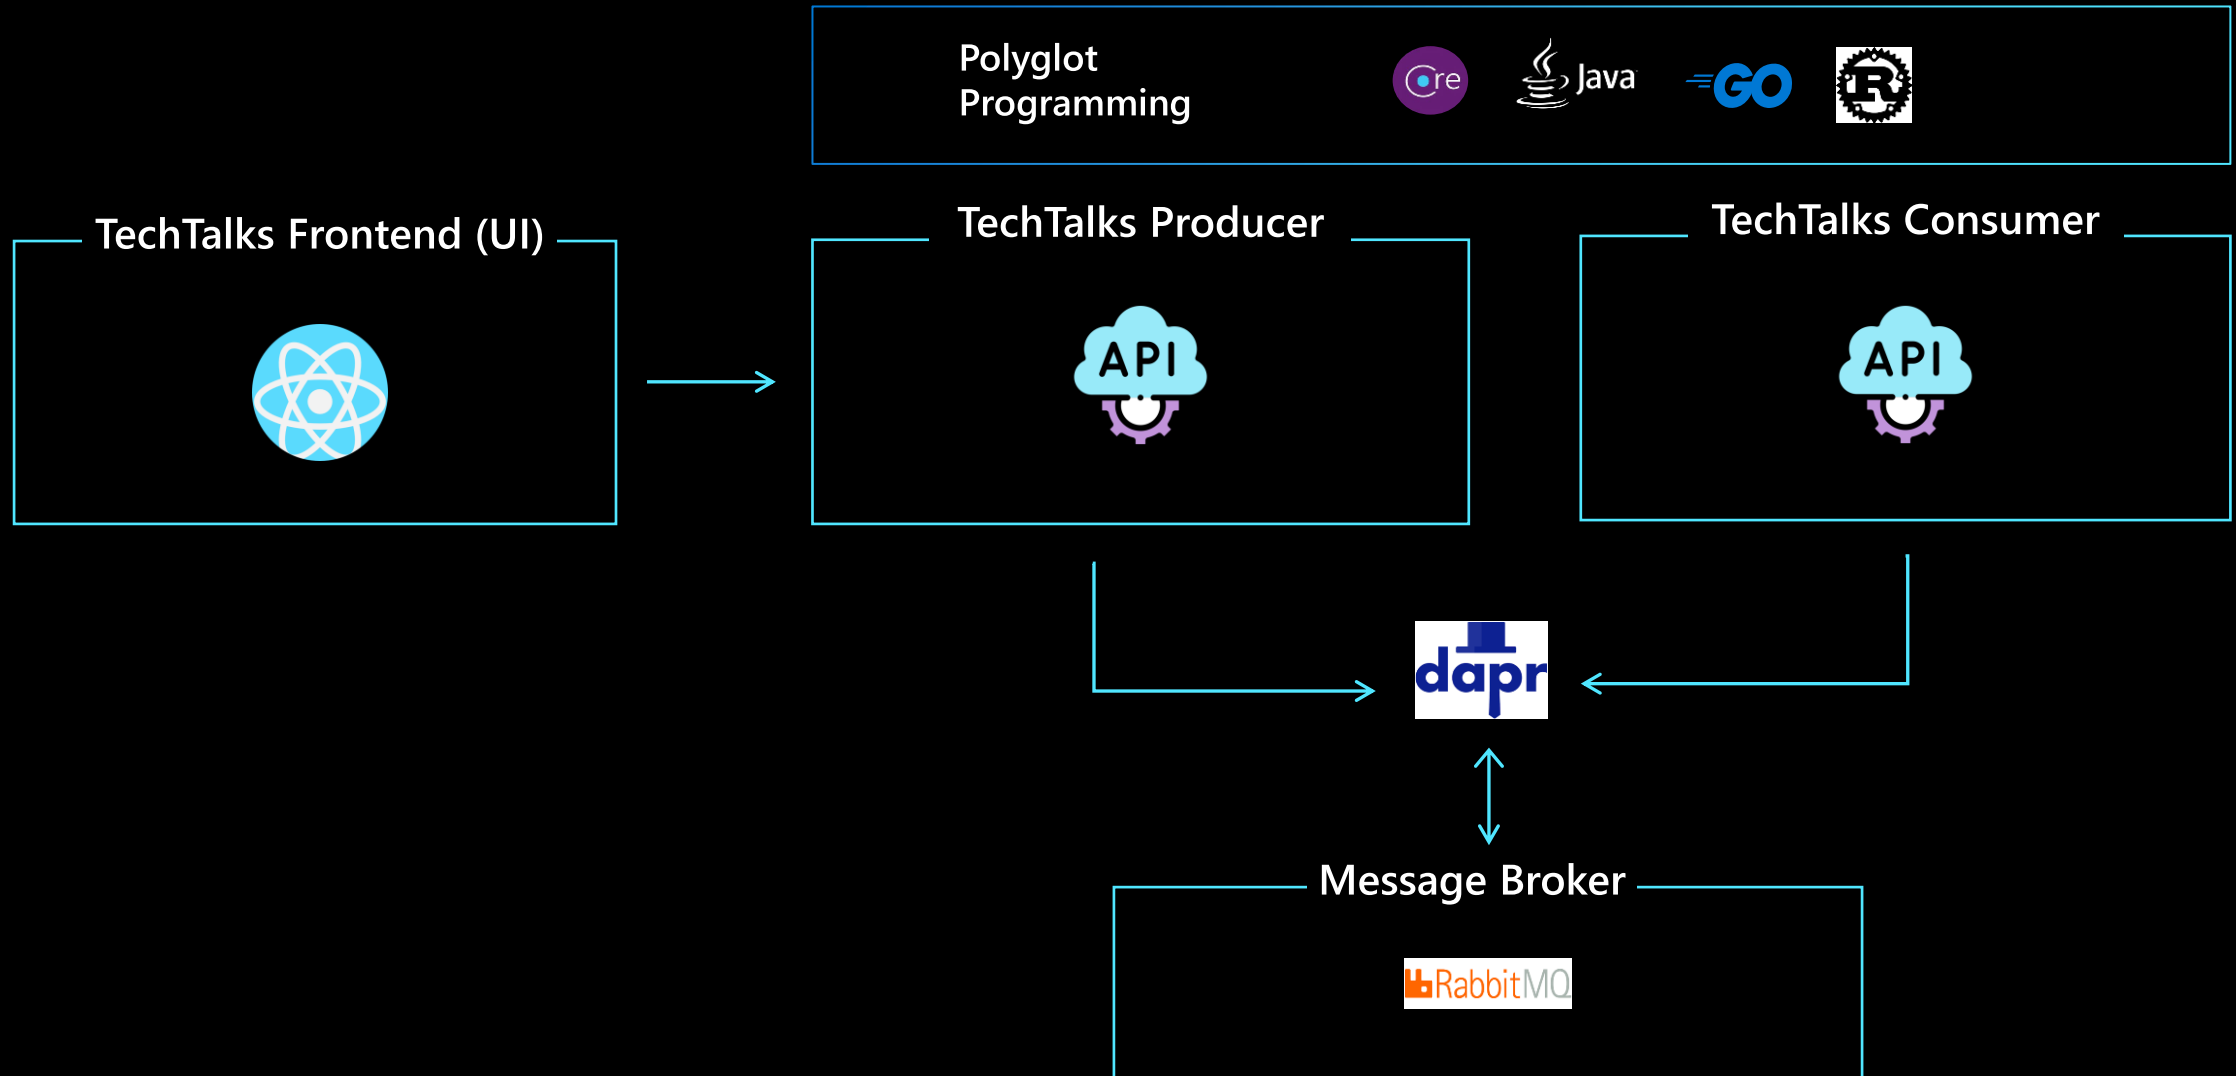 Polyglot
Programming
Core
Java
GO
R
TechTalks Frontend (UI)
TechTalks Producer
TechTalks Consumer
API
API
dapr
Message Broker
RabbitMQ